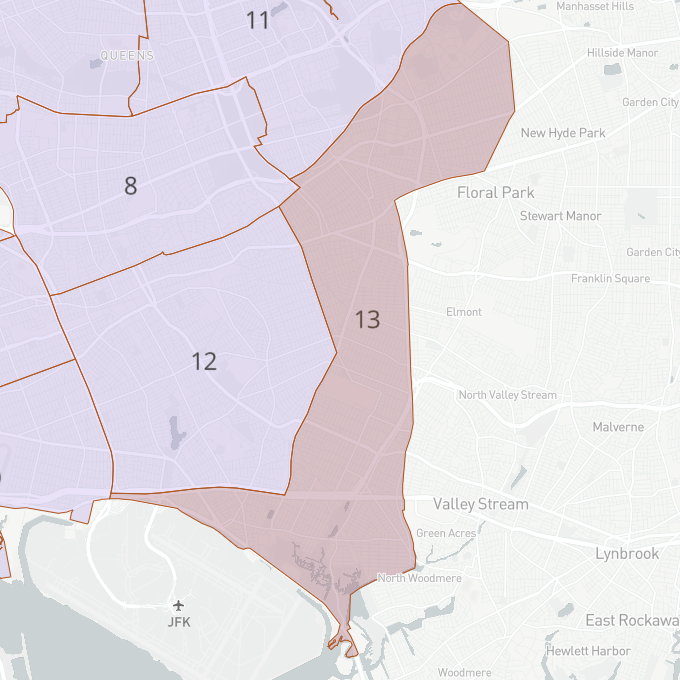 Manhasset Hills
11
QUEENS
Hillside Manor
Garden City
New Hyde Park
8
Floral Park
Stewart Manor
Garden City
Franklin Square
Elmont
13
12
North Valley Stream
Malverne
Valley Stream
Green Acres
Lynbrook
North Woodmere
JFK
East Rockawa
Hewlett Harbor
Woodmere